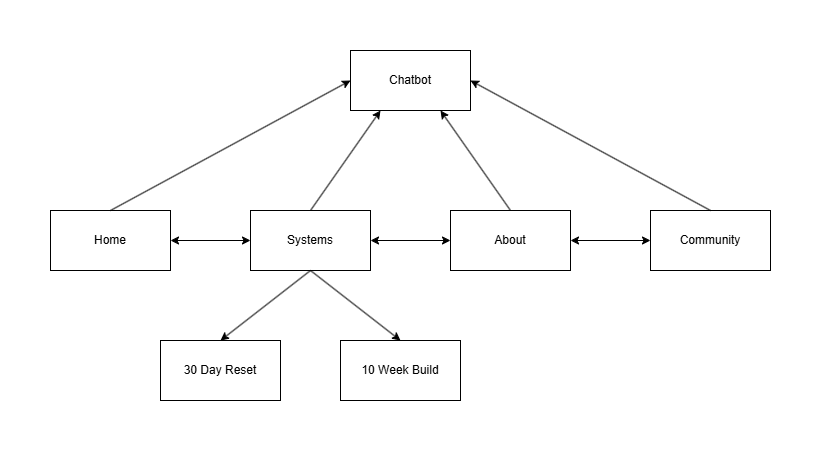 Chatbot
Home
Systems
About
Community
30 Day Reset
10 Week Build